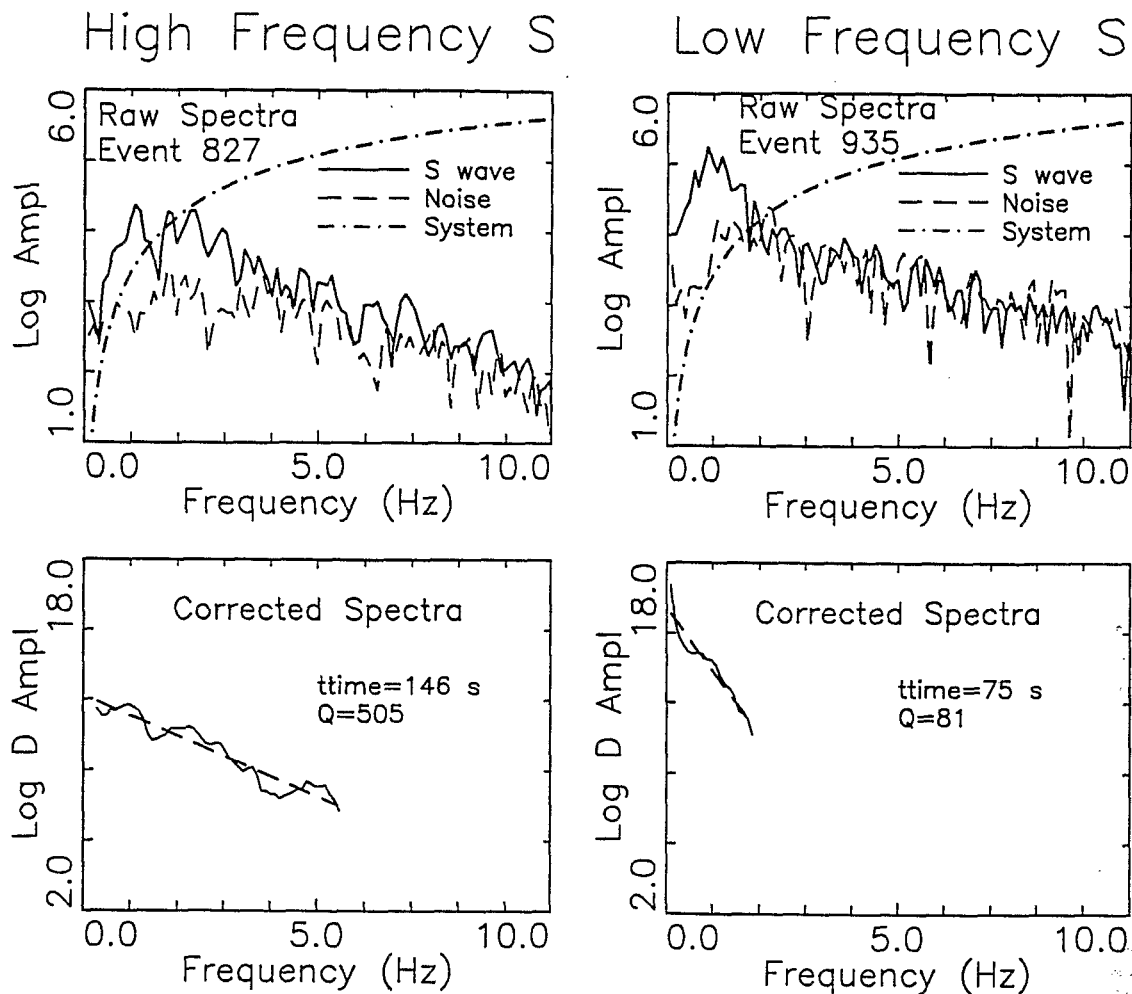 High Frequency S
Raw Spectra
Event 827
S wave
Noise
System
6.0
1.0
Log Ampl
0.0 5.0 10.0
Frequency (Hz)
Low Frequency S
Raw Spectra
Event 935
S wave
Noise
System
6.0
1.0
Log Ampl
0.0 5.0 10.0
Frequency (Hz)
Corrected Spectra
ttime=146 s
Q=505
18.0
2.0
Log D Ampl
0.0 5.0 10.0
Frequency (Hz)
Corrected Spectra
ttime=75 s
Q=81
18.0
2.0
Log D Ampl
0.0 5.0 10.0
Frequency (Hz)